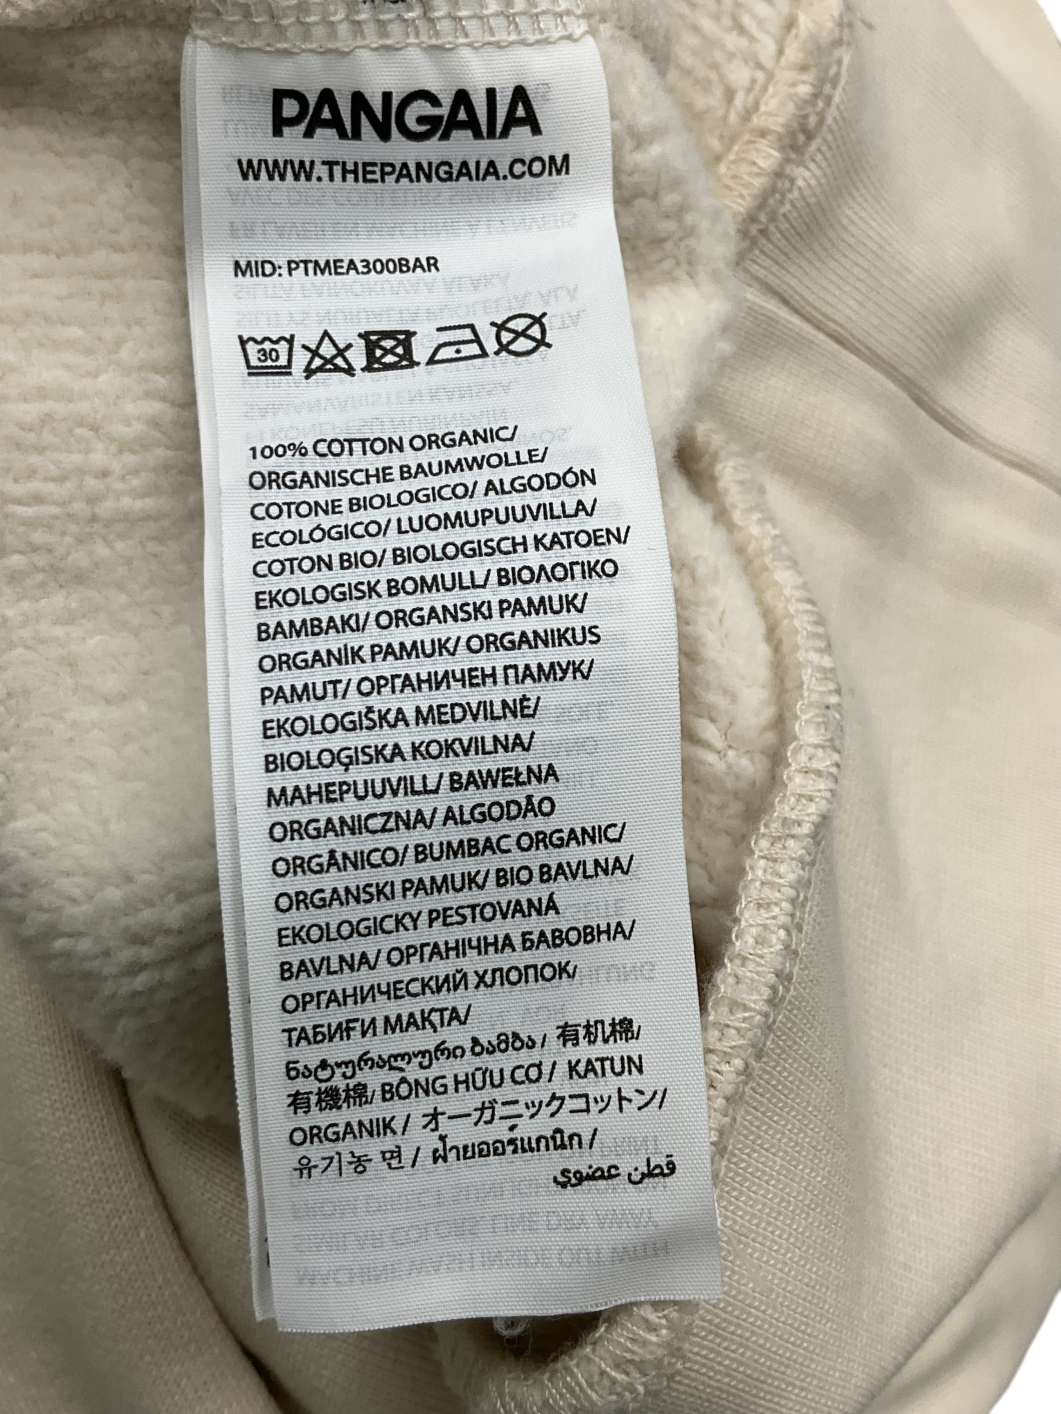 PANGAIA
WWW.THEPANGAIA.COM
MID: PTMEA300BAR
30
100% COTTON ORGANIC/
ORGANISCHE BAUMWOLLE/
COTONE BIOLOGICO/ ALGODÓN
ECOLÓGICO/ LUOMUPUUVILLA/
COTON BIO/ BIOLOGISCH KATOEN/
EKOLOGISK BOMULL/ ΒΙΟΛΟΓΙΚΟ
ΒΑΜΒΑΚΙ/ ORGANSKI PAMUK/
ORGANİK PAMUK/ ORGANIKUS
PAMUT/ ОРГАНИЧЕН ПАМУК/
EKOLOGIŠKA MEDVILNĖ/
BIOLOĢISKA KOKVILNA/
MAHEPUUVILL/ BAWEŁNA
ORGANICZNA/ ALGODÃO
ORGÂNICO/ BUMBAC ORGANIC/
ORGANSKI PAMUK/ BIO BAVLNA/
EKOLOGICKY PESTOVANÁ
BAVLNA/ ОРГАНІЧНА БАВОВНА/
ОРГАНИЧЕСКИЙ ХЛОПОК/
ТАБИҒИ МАҚТА/
ნატურალური ბამბა/ 有机棉/
有機棉/ BÔNG HỮU CƠ/ KATUN
ORGANIK/ オーガニックコットン/
유기농 면/ ฝ้ายออร์แกนิก/
قطن عضوي